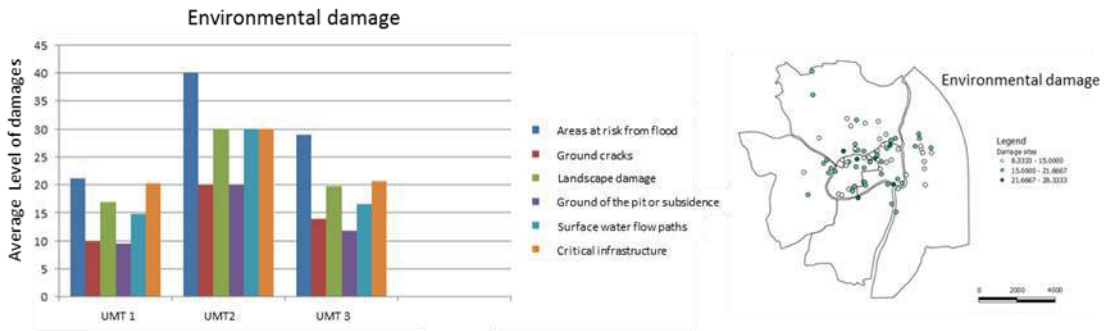 Environmental damage
Average Level of damages
45
40
35
30
25
20
15
10
5
0
UMT 1
UMT2
UMT 3
Areas at risk from flood
Ground cracks
Landscape damage
Ground of the pit or subsidence
Surface water flow paths
Critical infrastructure
Environmental damage
Legend
Damage sites
8.3333 - 15.0000
15.0000 - 21.6667
21.6667 - 28.3333
0 2000 4000